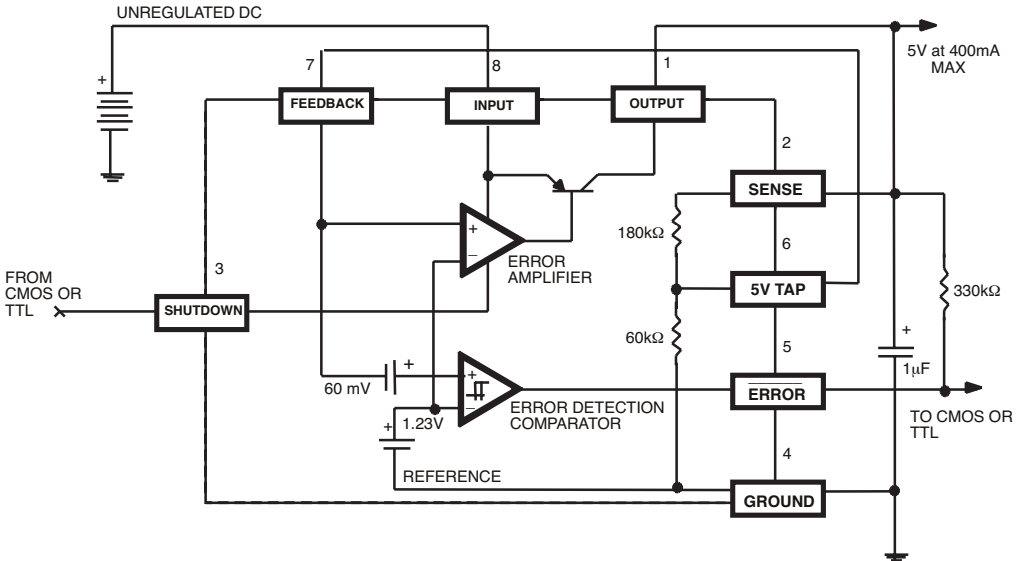 UNREGULATED DC
5V at 400mA
MAX
7
8
1
+
FEEDBACK
INPUT
OUTPUT
2
SENSE
180kΩ
+
−
ERROR
AMPLIFIER
6
3
FROM
CMOS OR
TTL
SHUTDOWN
5V TAP
330kΩ
60kΩ
5
+
1µF
60 mV
+
+
−
ERROR DETECTION
COMPARATOR
ERROR
TO CMOS OR
TTL
+
1.23V
4
REFERENCE
GROUND